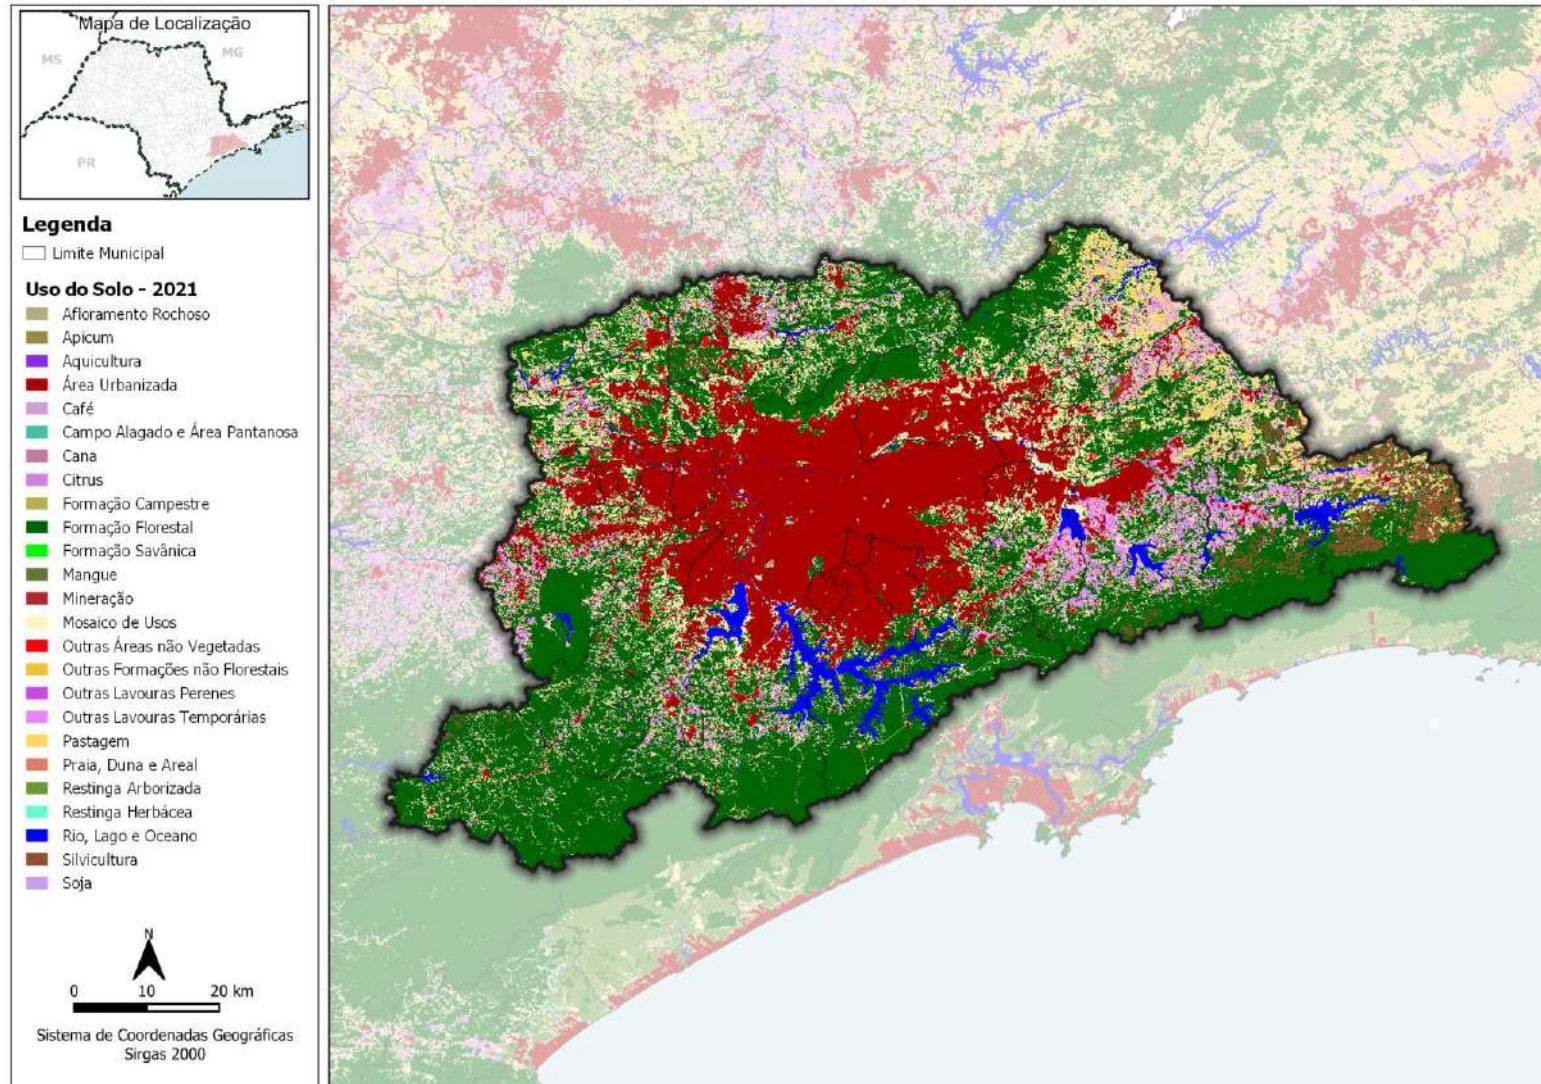 Mapa de Localização
MS
MG
PR
Legenda
Limite Municipal
Uso do Solo - 2021
Afloramento Rochoso
Apicum
Aquicultura
Área Urbanizada
Café
Campo Alagado e Área Pantanosa
Cana
Citrus
Formação Campestre
Formação Florestal
Formação Savânica
Mangue
Mineração
Mosaico de Usos
Outras Áreas não Vegetadas
Outras Formações não Florestais
Outras Lavouras Perenes
Outras Lavouras Temporárias
Pastagem
Praia, Duna e Areal
Restinga Arborizada
Restinga Herbácea
Rio, Lago e Oceano
Silvicultura
Soja
N
0 10 20 km
Sistema de Coordenadas Geográficas
Sirgas 2000
MG